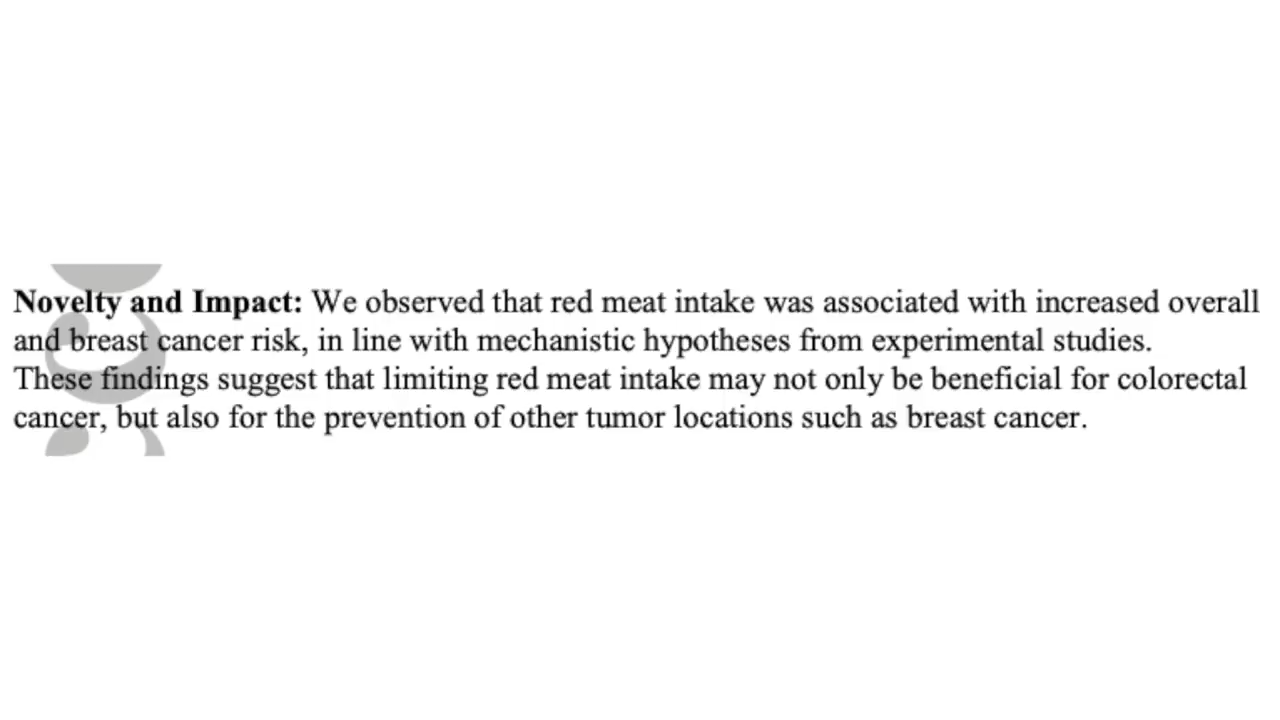 Novelty and Impact: We observed that red meat intake was associated with increased overall
and breast cancer risk, in line with mechanistic hypotheses from experimental studies.
These findings suggest that limiting red meat intake may not only be beneficial for colorectal
cancer, but also for the prevention of other tumor locations such as breast cancer.